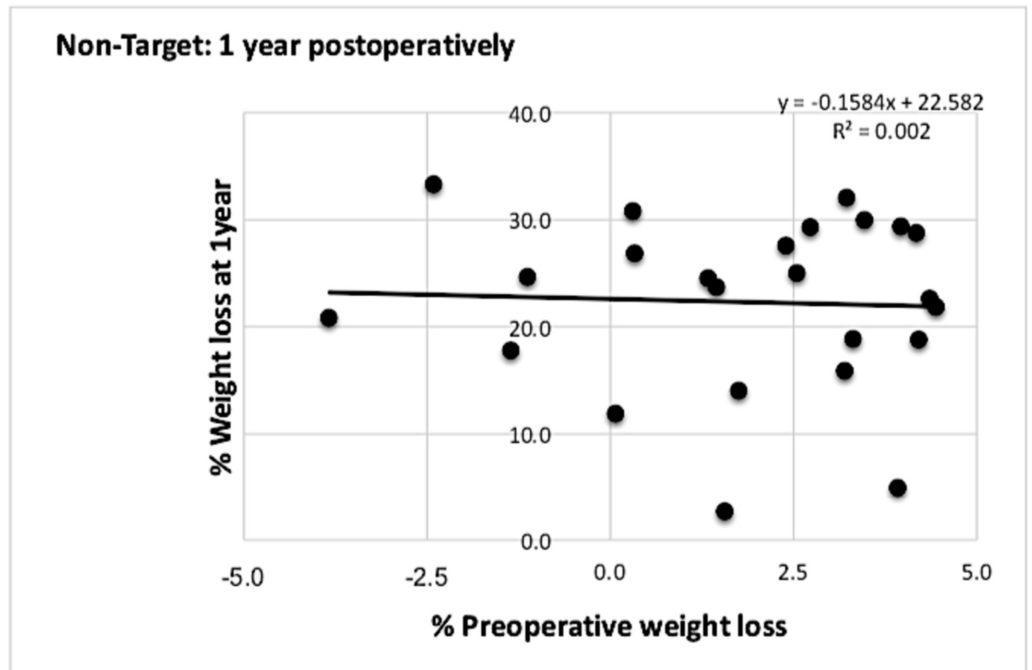 Non-Target: 1 year postoperatively
y = -0.1584x + 22.582
R² = 0.002
% Weight loss at 1year
40.0
30.0
20.0
10.0
0.0
-5.0 -2.5 0.0 2.5 5.0
% Preoperative weight loss